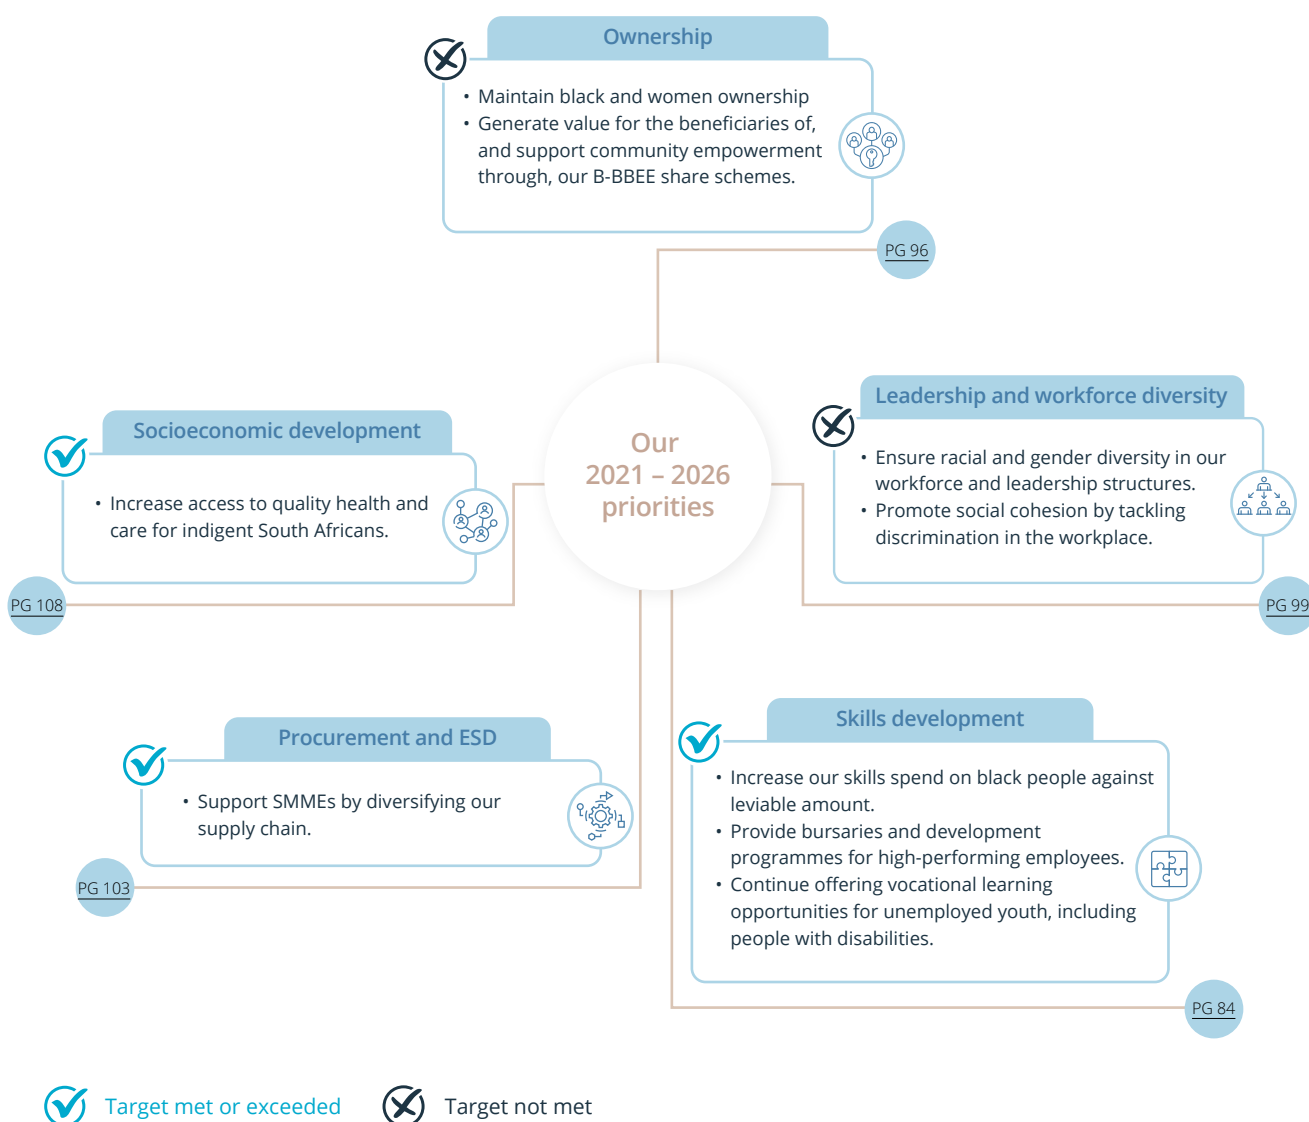 Ownership
• Maintain black and women ownership
• Generate value for the beneficiaries of,
and support community empowerment
through, our B-BBEE share schemes.
PG 96
Our
2021 – 2026
priorities
Leadership and workforce diversity
• Ensure racial and gender diversity in our
workforce and leadership structures.
• Promote social cohesion by tackling
discrimination in the workplace.
PG 99
Socioeconomic development
• Increase access to quality health and
care for indigent South Africans.
PG 108
Procurement and ESD
• Support SMMEs by diversifying our
supply chain.
PG 103
Skills development
• Increase our skills spend on black people against
leviable amount.
• Provide bursaries and development
programmes for high-performing employees.
• Continue offering vocational learning
opportunities for unemployed youth, including
people with disabilities.
PG 84
Target met or exceeded
Target not met